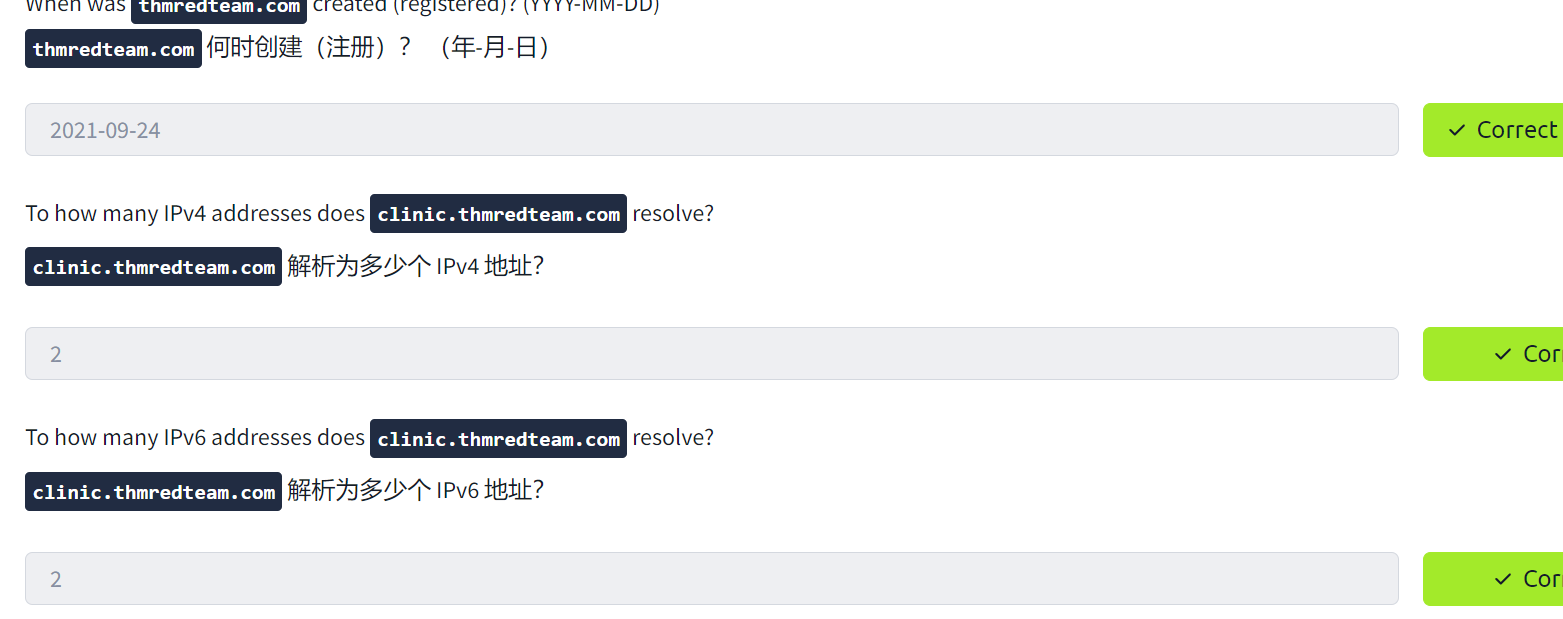 When was thmredteam.com created (registered)? (YYYY-MM-DD)
thmredteam.com 何时创建（注册）？ （年-月-日）
2021-09-24
✓ Correct
To how many IPv4 addresses does clinic.thmredteam.com resolve?
clinic.thmredteam.com 解析为多少个 IPv4 地址？
2
✓ Cor
To how many IPv6 addresses does clinic.thmredteam.com resolve?
clinic.thmredteam.com 解析为多少个 IPv6 地址？
2
✓ Cor